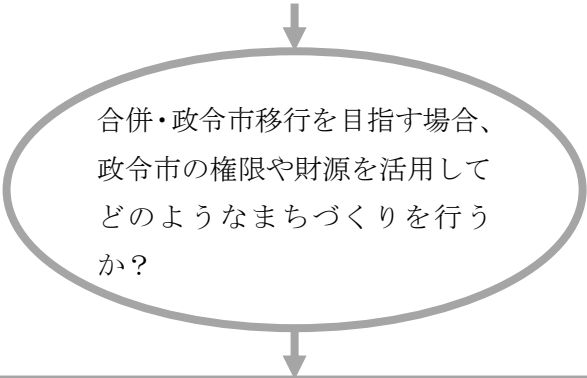 合併・政令市移行を目指す場合、
政令市の権限や財源を活用して
どのようなまちづくりを行う
か？